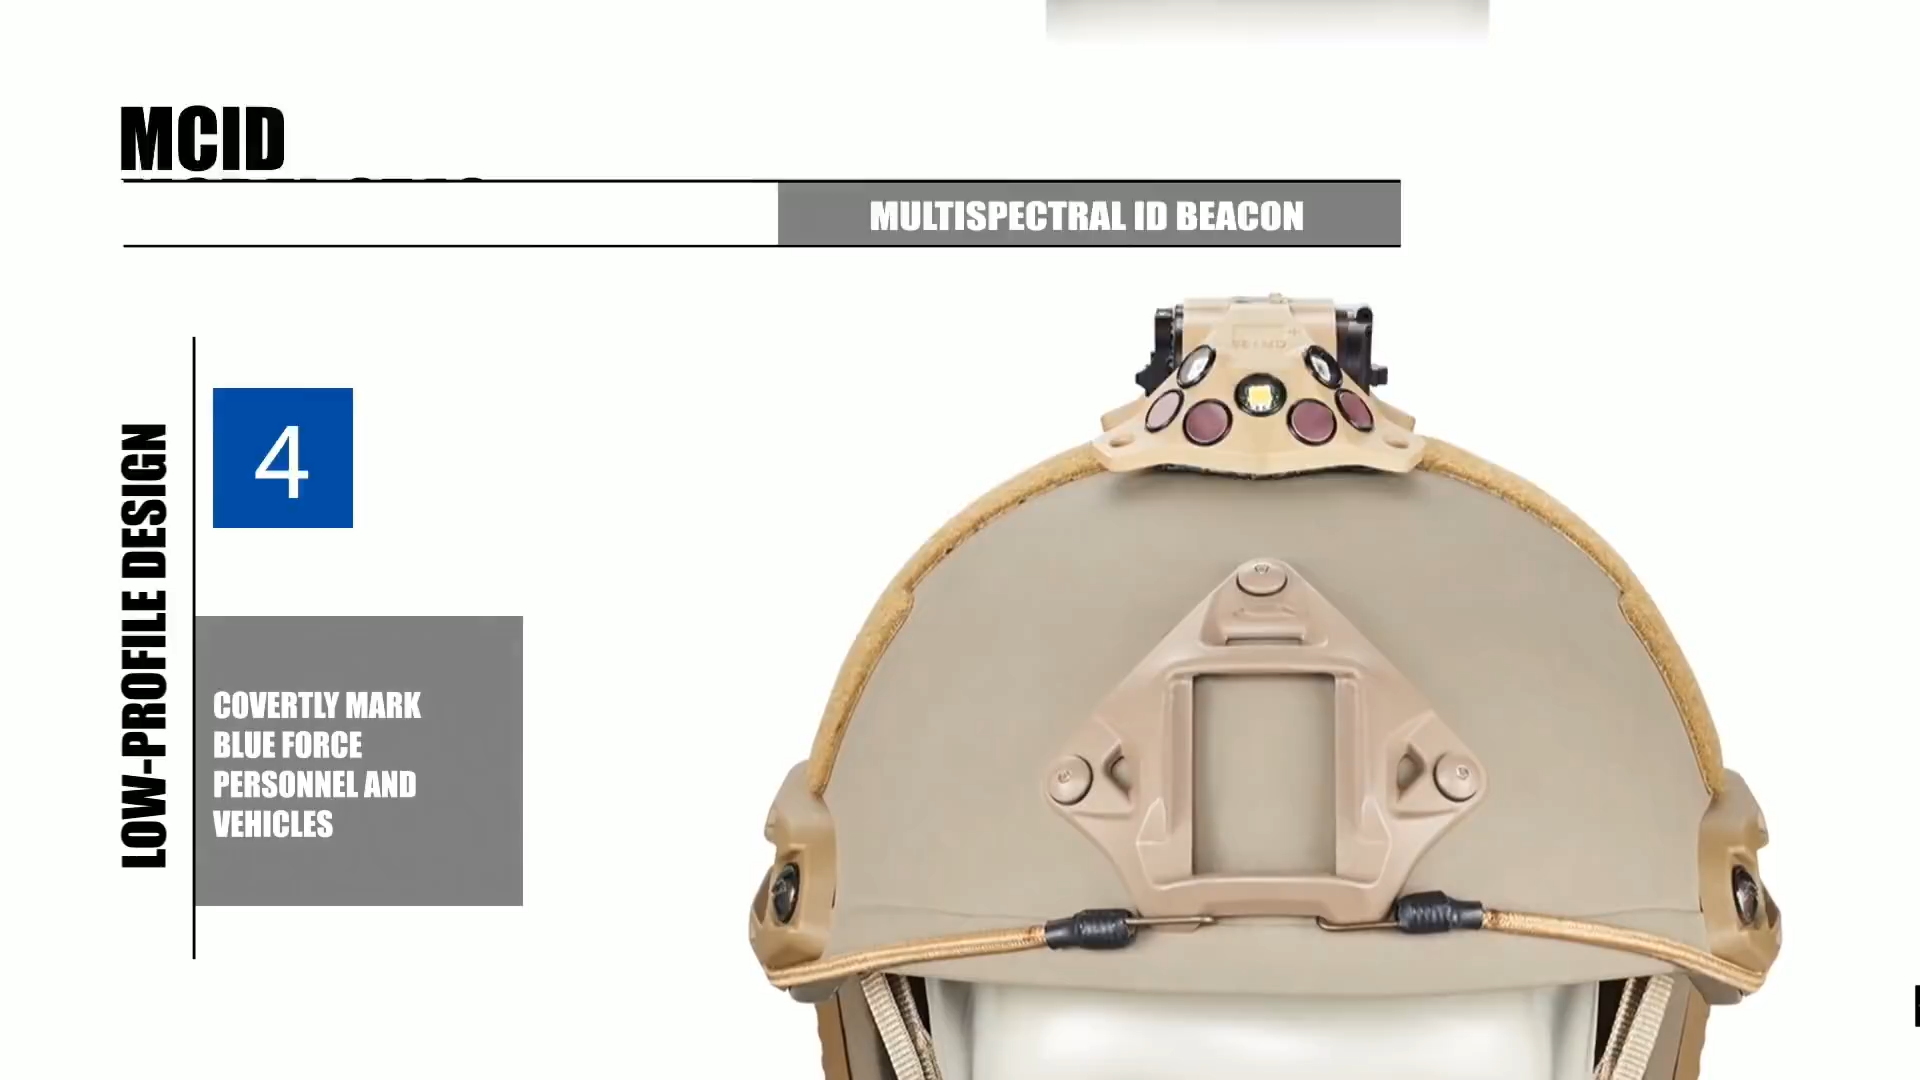 MCID
MULTISPECTRAL ID BEACON
LOW-PROFILE DESIGN
4
COVERTLY MARK
BLUE FORCE
PERSONNEL AND
VEHICLES